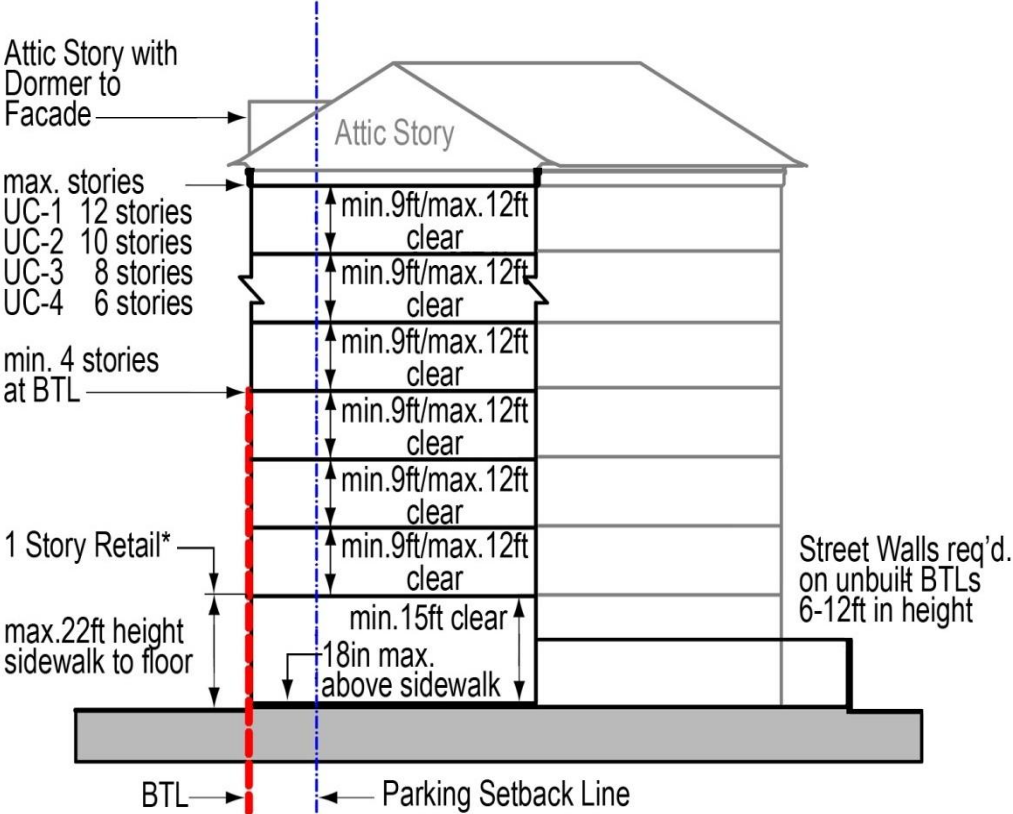 Attic Story with
Dormer to
Facade
Attic Story
max. stories
UC-1 12 stories
UC-2 10 stories
UC-3 8 stories
UC-4 6 stories
min.9ft/max.12ft
clear
min.9ft/max.12ft
clear
min.9ft/max.12ft
clear
min. 4 stories
at BTL
min.9ft/max.12ft
clear
min.9ft/max.12ft
clear
min.9ft/max.12ft
clear
1 Story Retail*
max.22ft height
sidewalk to floor
min.15ft clear
18in max.
above sidewalk
Street Walls req'd.
on unbuilt BTLs
6-12ft in height
BTL
Parking Setback Line